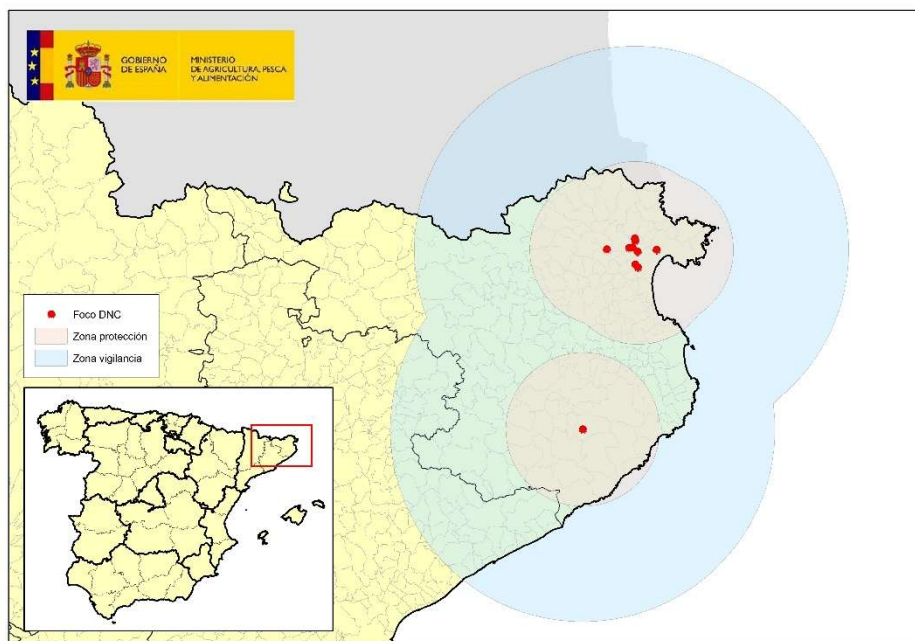 GOBIERNO
DE ESPAÑA
MINISTERIO
DE AGRICULTURA, PESCA
Y ALIMENTACIÓN
Foco DNC
Zona protección
Zona vigilancia